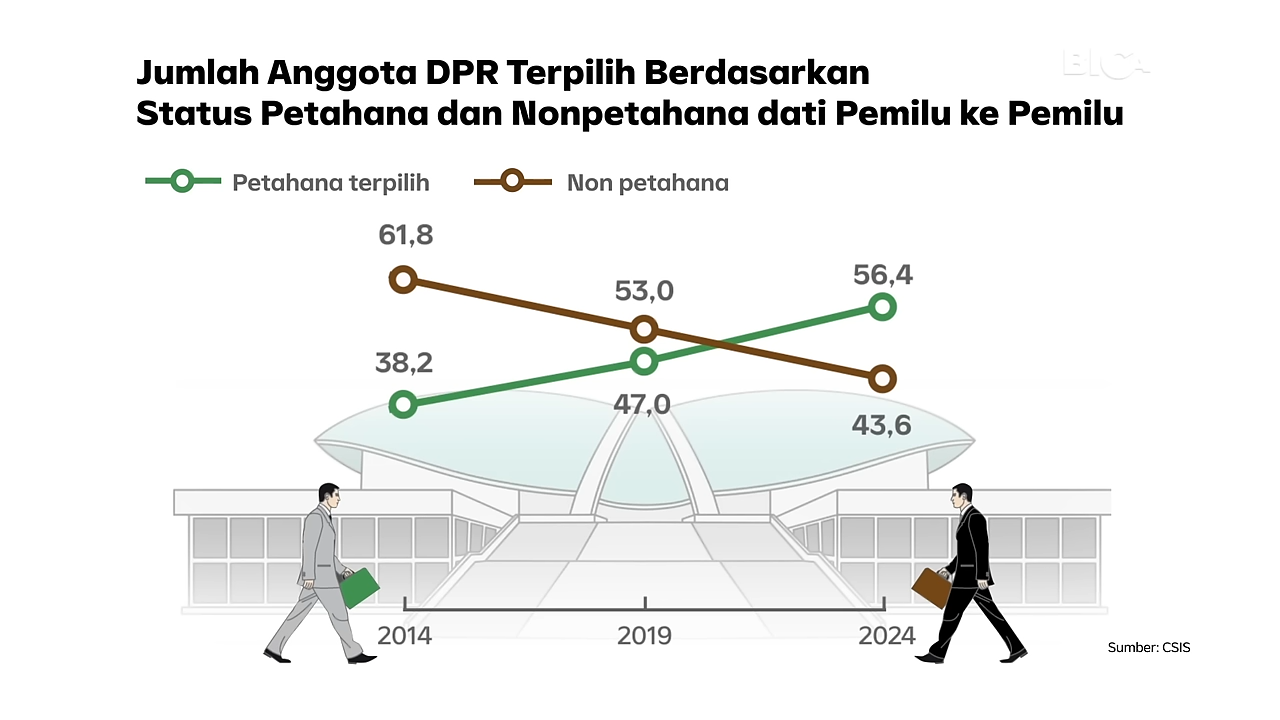 Jumlah Anggota DPR Terpilih Berdasarkan
Status Petahana dan Nonpetahana dati Pemilu ke Pemilu
Petahana terpilih
Non petahana
61,8
53,0
56,4
38,2
47,0
43,6
2014
2019
2024
Sumber: CSIS